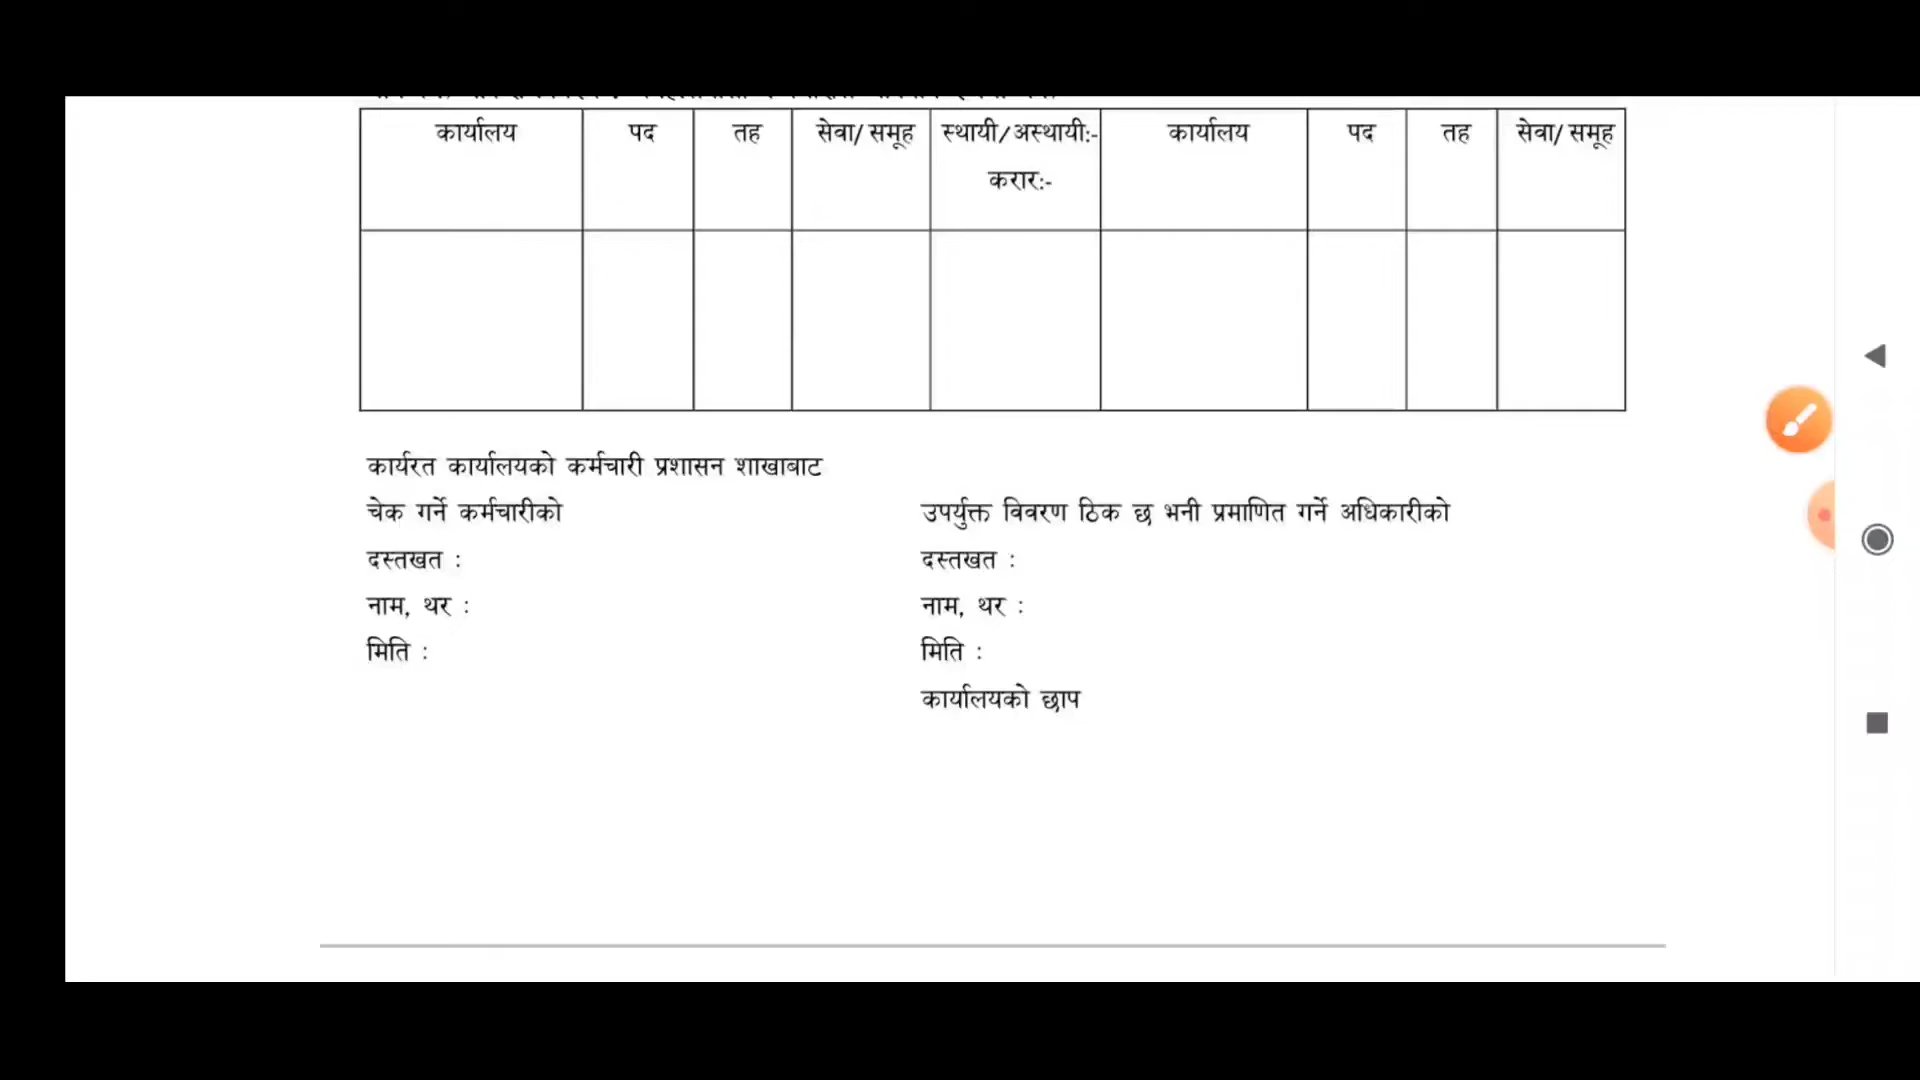 कार्यालय पद तह सेवा/ समूह स्थायी/अस्थायी:- कार्यालय पद तह सेवा/ समूह
करार:-
कार्यरत कार्यालयको कर्मचारी प्रशासन शाखाबाट
चेक गर्ने कर्मचारीको उपर्युक्त विवरण ठिक छ भनी प्रमाणित गर्ने अधिकारीको
दस्तखत : दस्तखत :
नाम, थर : नाम, थर :
मिति : मिति :
कार्यालयको छाप